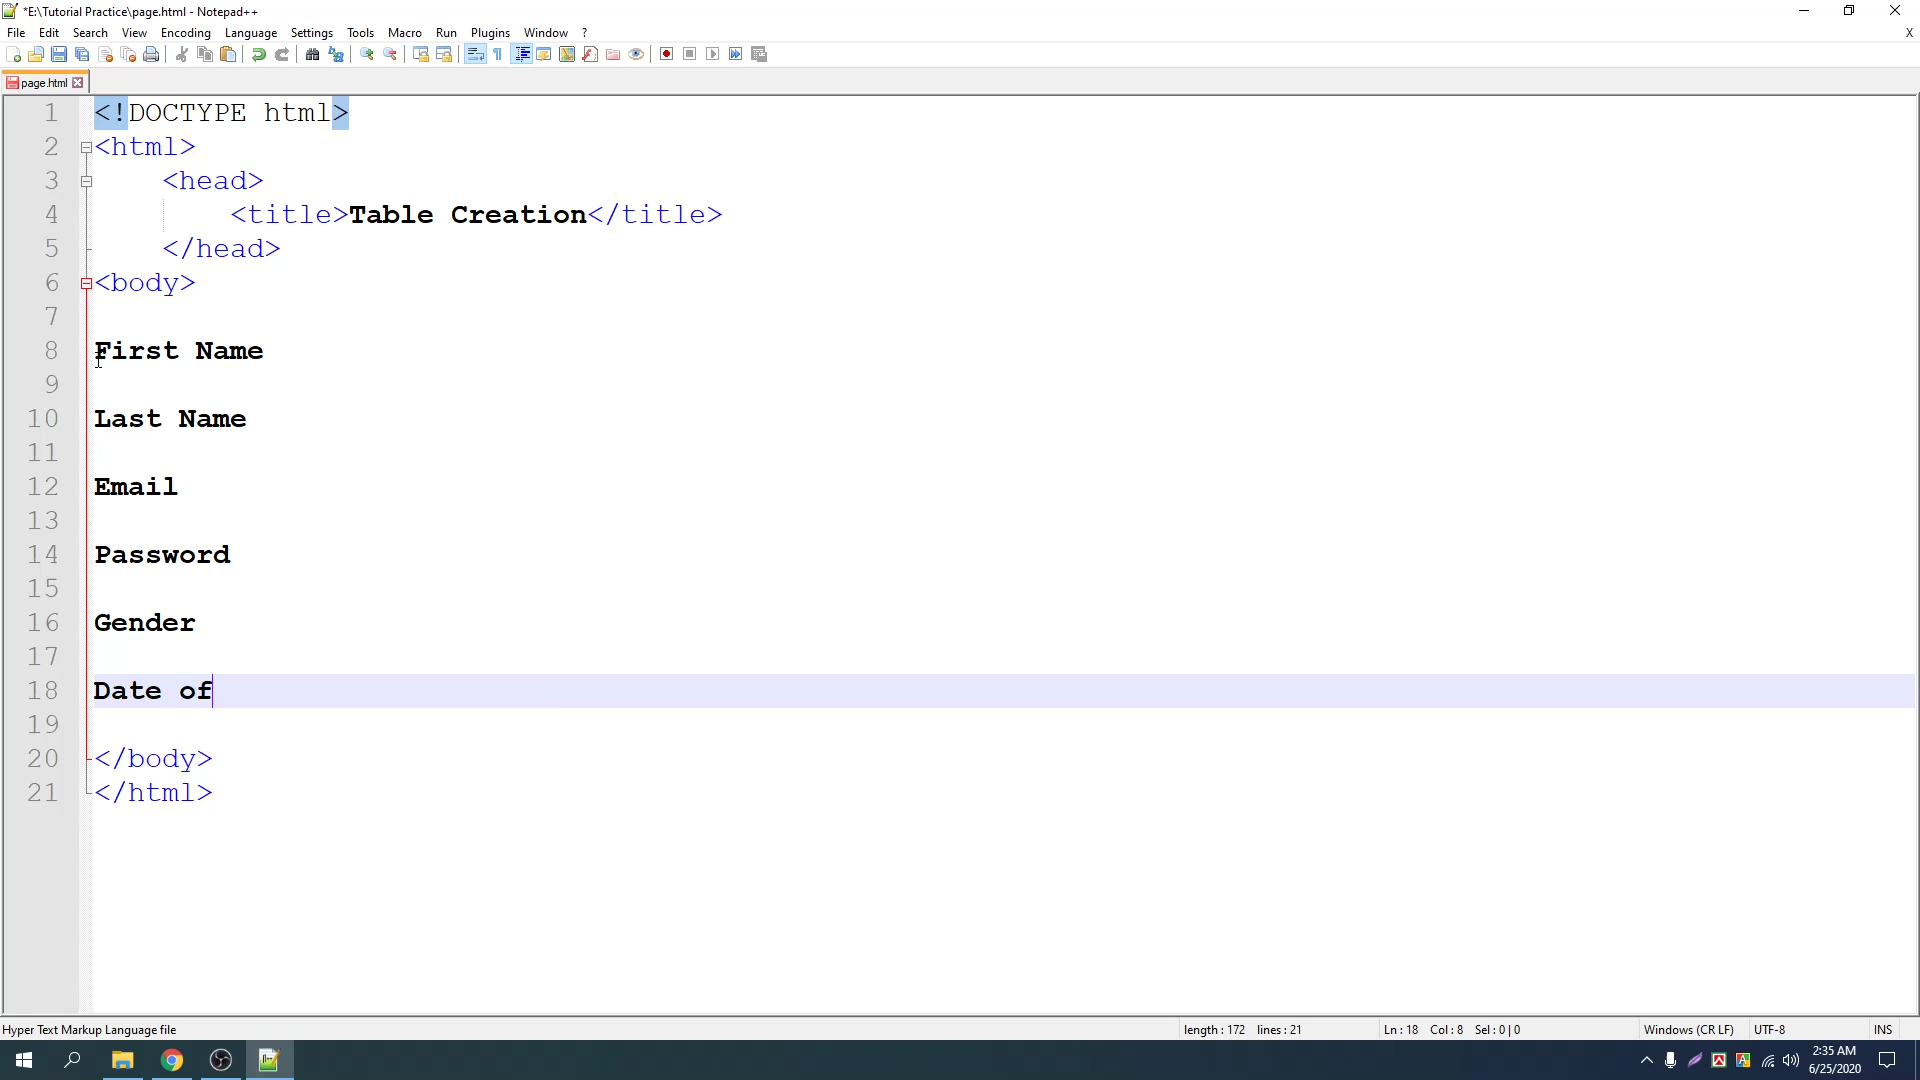 *E:\Tutorial Practice\page.html - Notepad++
File Edit Search View Encoding Language Settings Tools Macro Run Plugins Window ? X
page.html
1 <!DOCTYPE html>
2 <html>
3 <head>
4 <title>Table Creation</title>
5 </head>
6 <body>
7
8 First Name
9
10 Last Name
11
12 Email
13
14 Password
15
16 Gender
17
18 Date of
19
20 </body>
21 </html>
Hyper Text Markup Language file length : 172 lines : 21 Ln : 18 Col : 8 Sel : 0 | 0 Windows (CR LF) UTF-8 INS
2:35 AM
6/25/2020